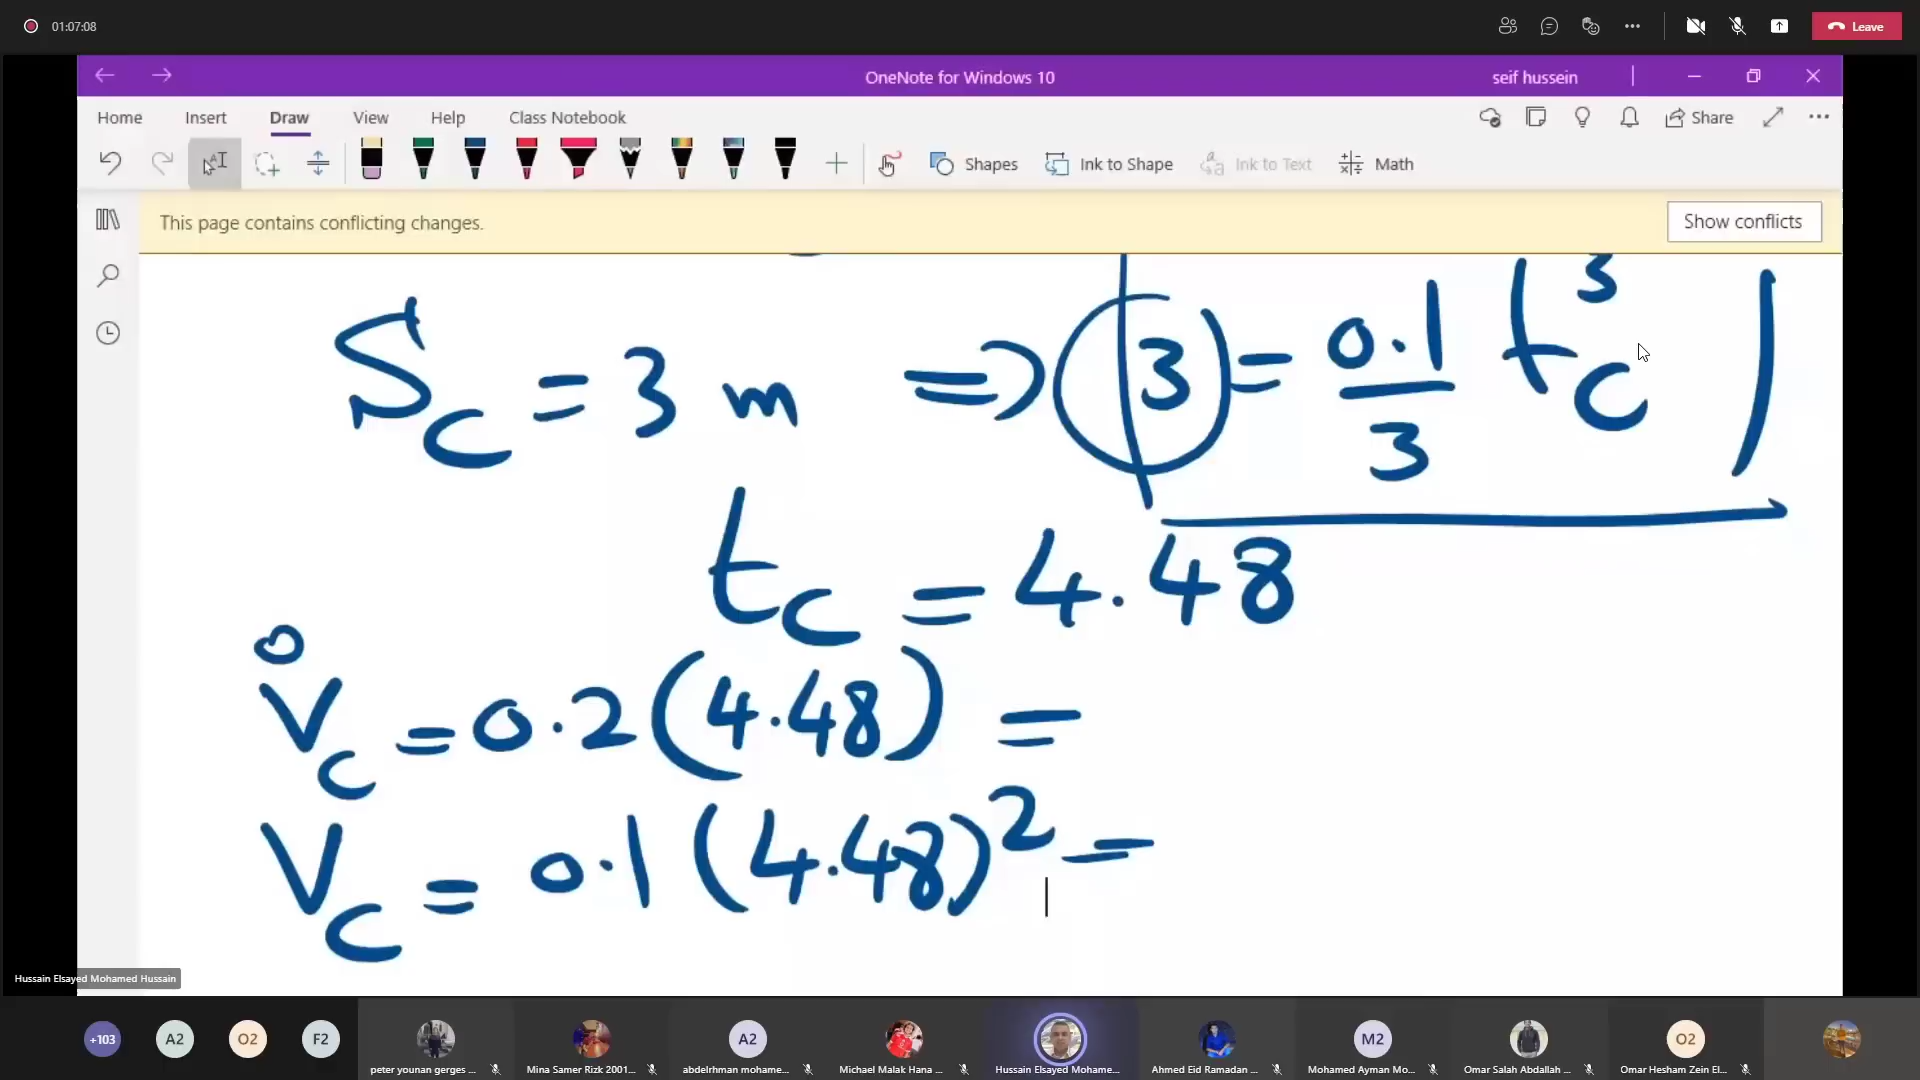 01:07:08
Leave
OneNote for Windows 10
seif hussein
Home Insert Draw View Help Class Notebook
Share
Shapes Ink to Shape Ink to Text Math
This page contains conflicting changes.
Show conflicts
S_C = 3 m ⇒ 3 = 0.1/3 t_C^3
t_C = 4.48
V̊_C = 0.2 (4.48) =
V_C = 0.1 (4.48)^2 =
Hussain Elsayed Mohamed Hussain
+103 A2 O2 F2 A2 M2 O2
peter younan gerges ... Mina Samer Rizk 2001... abdelrhman mohame... Michael Malak Hana ... Hussain Elsayed Mohame... Ahmed Eid Ramadan ... Mohamed Ayman Mo... Omar Salah Abdallah ... Omar Hesham Zein El...